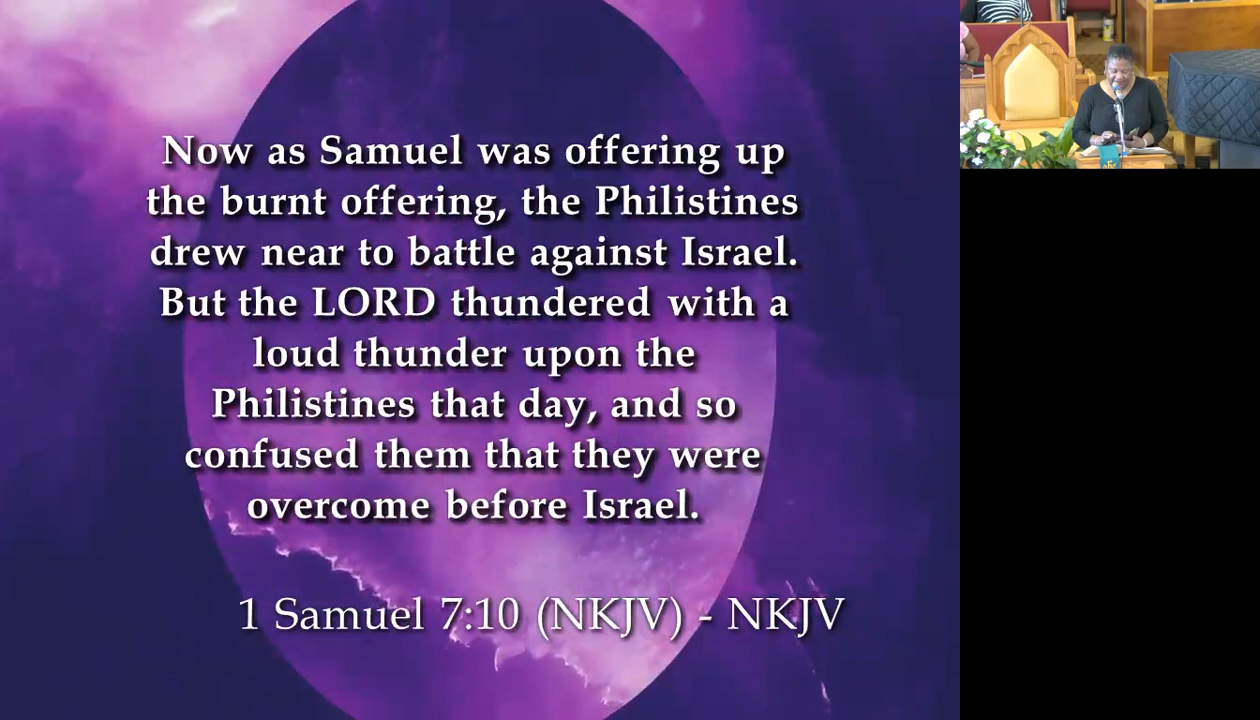 Now as Samuel was offering up
the burnt offering, the Philistines
drew near to battle against Israel.
But the LORD thundered with a
loud thunder upon the
Philistines that day, and so
confused them that they were
overcome before Israel.
1 Samuel 7:10 (NKJV) - NKJV